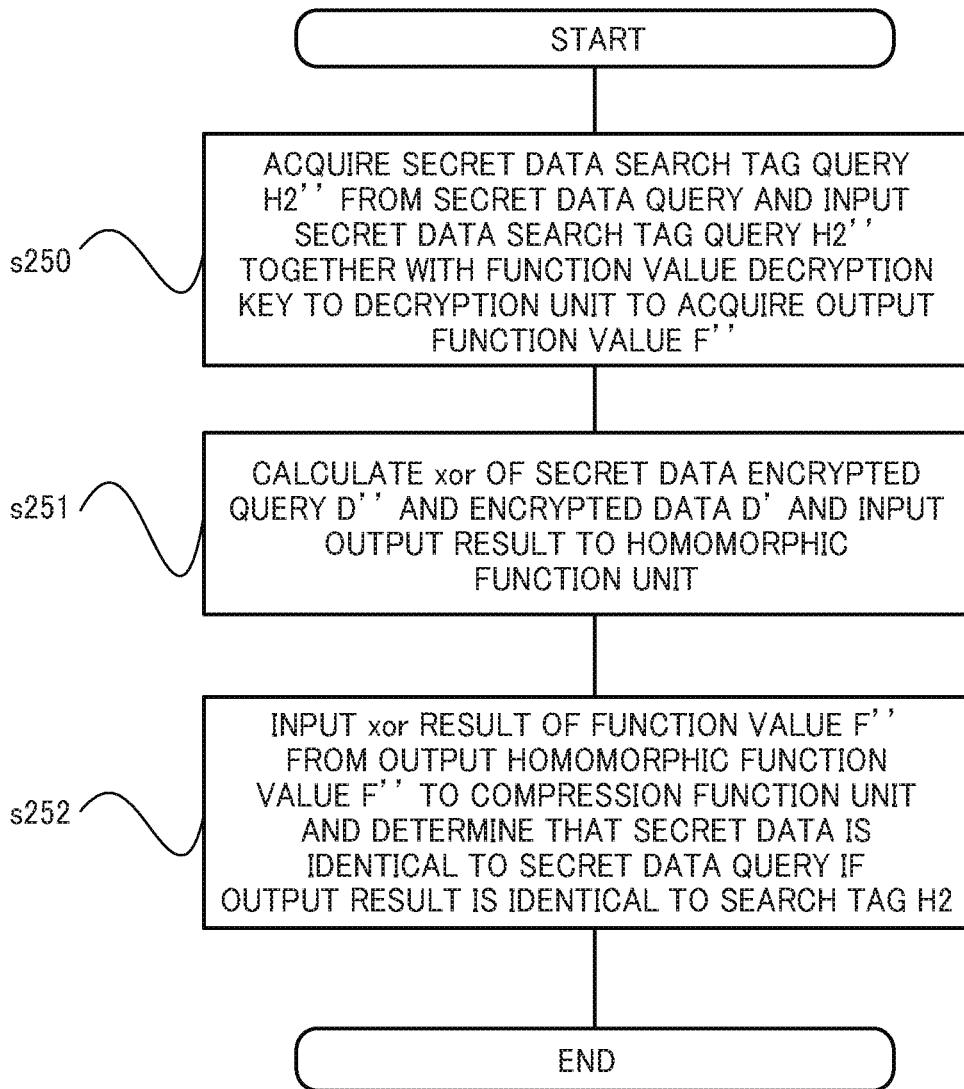 START
ACQUIRE SECRET DATA SEARCH TAG QUERY
H2'' FROM SECRET DATA QUERY AND INPUT
SECRET DATA SEARCH TAG QUERY H2''
TOGETHER WITH FUNCTION VALUE DECRYPTION
KEY TO DECRYPTION UNIT TO ACQUIRE OUTPUT
FUNCTION VALUE F''
s250
CALCULATE xor OF SECRET DATA ENCRYPTED
QUERY D'' AND ENCRYPTED DATA D' AND INPUT
OUTPUT RESULT TO HOMOMORPHIC
FUNCTION UNIT
s251
INPUT xor RESULT OF FUNCTION VALUE F''
FROM OUTPUT HOMOMORPHIC FUNCTION
VALUE F'' TO COMPRESSION FUNCTION UNIT
AND DETERMINE THAT SECRET DATA IS
IDENTICAL TO SECRET DATA QUERY IF
OUTPUT RESULT IS IDENTICAL TO SEARCH TAG H2
s252
END